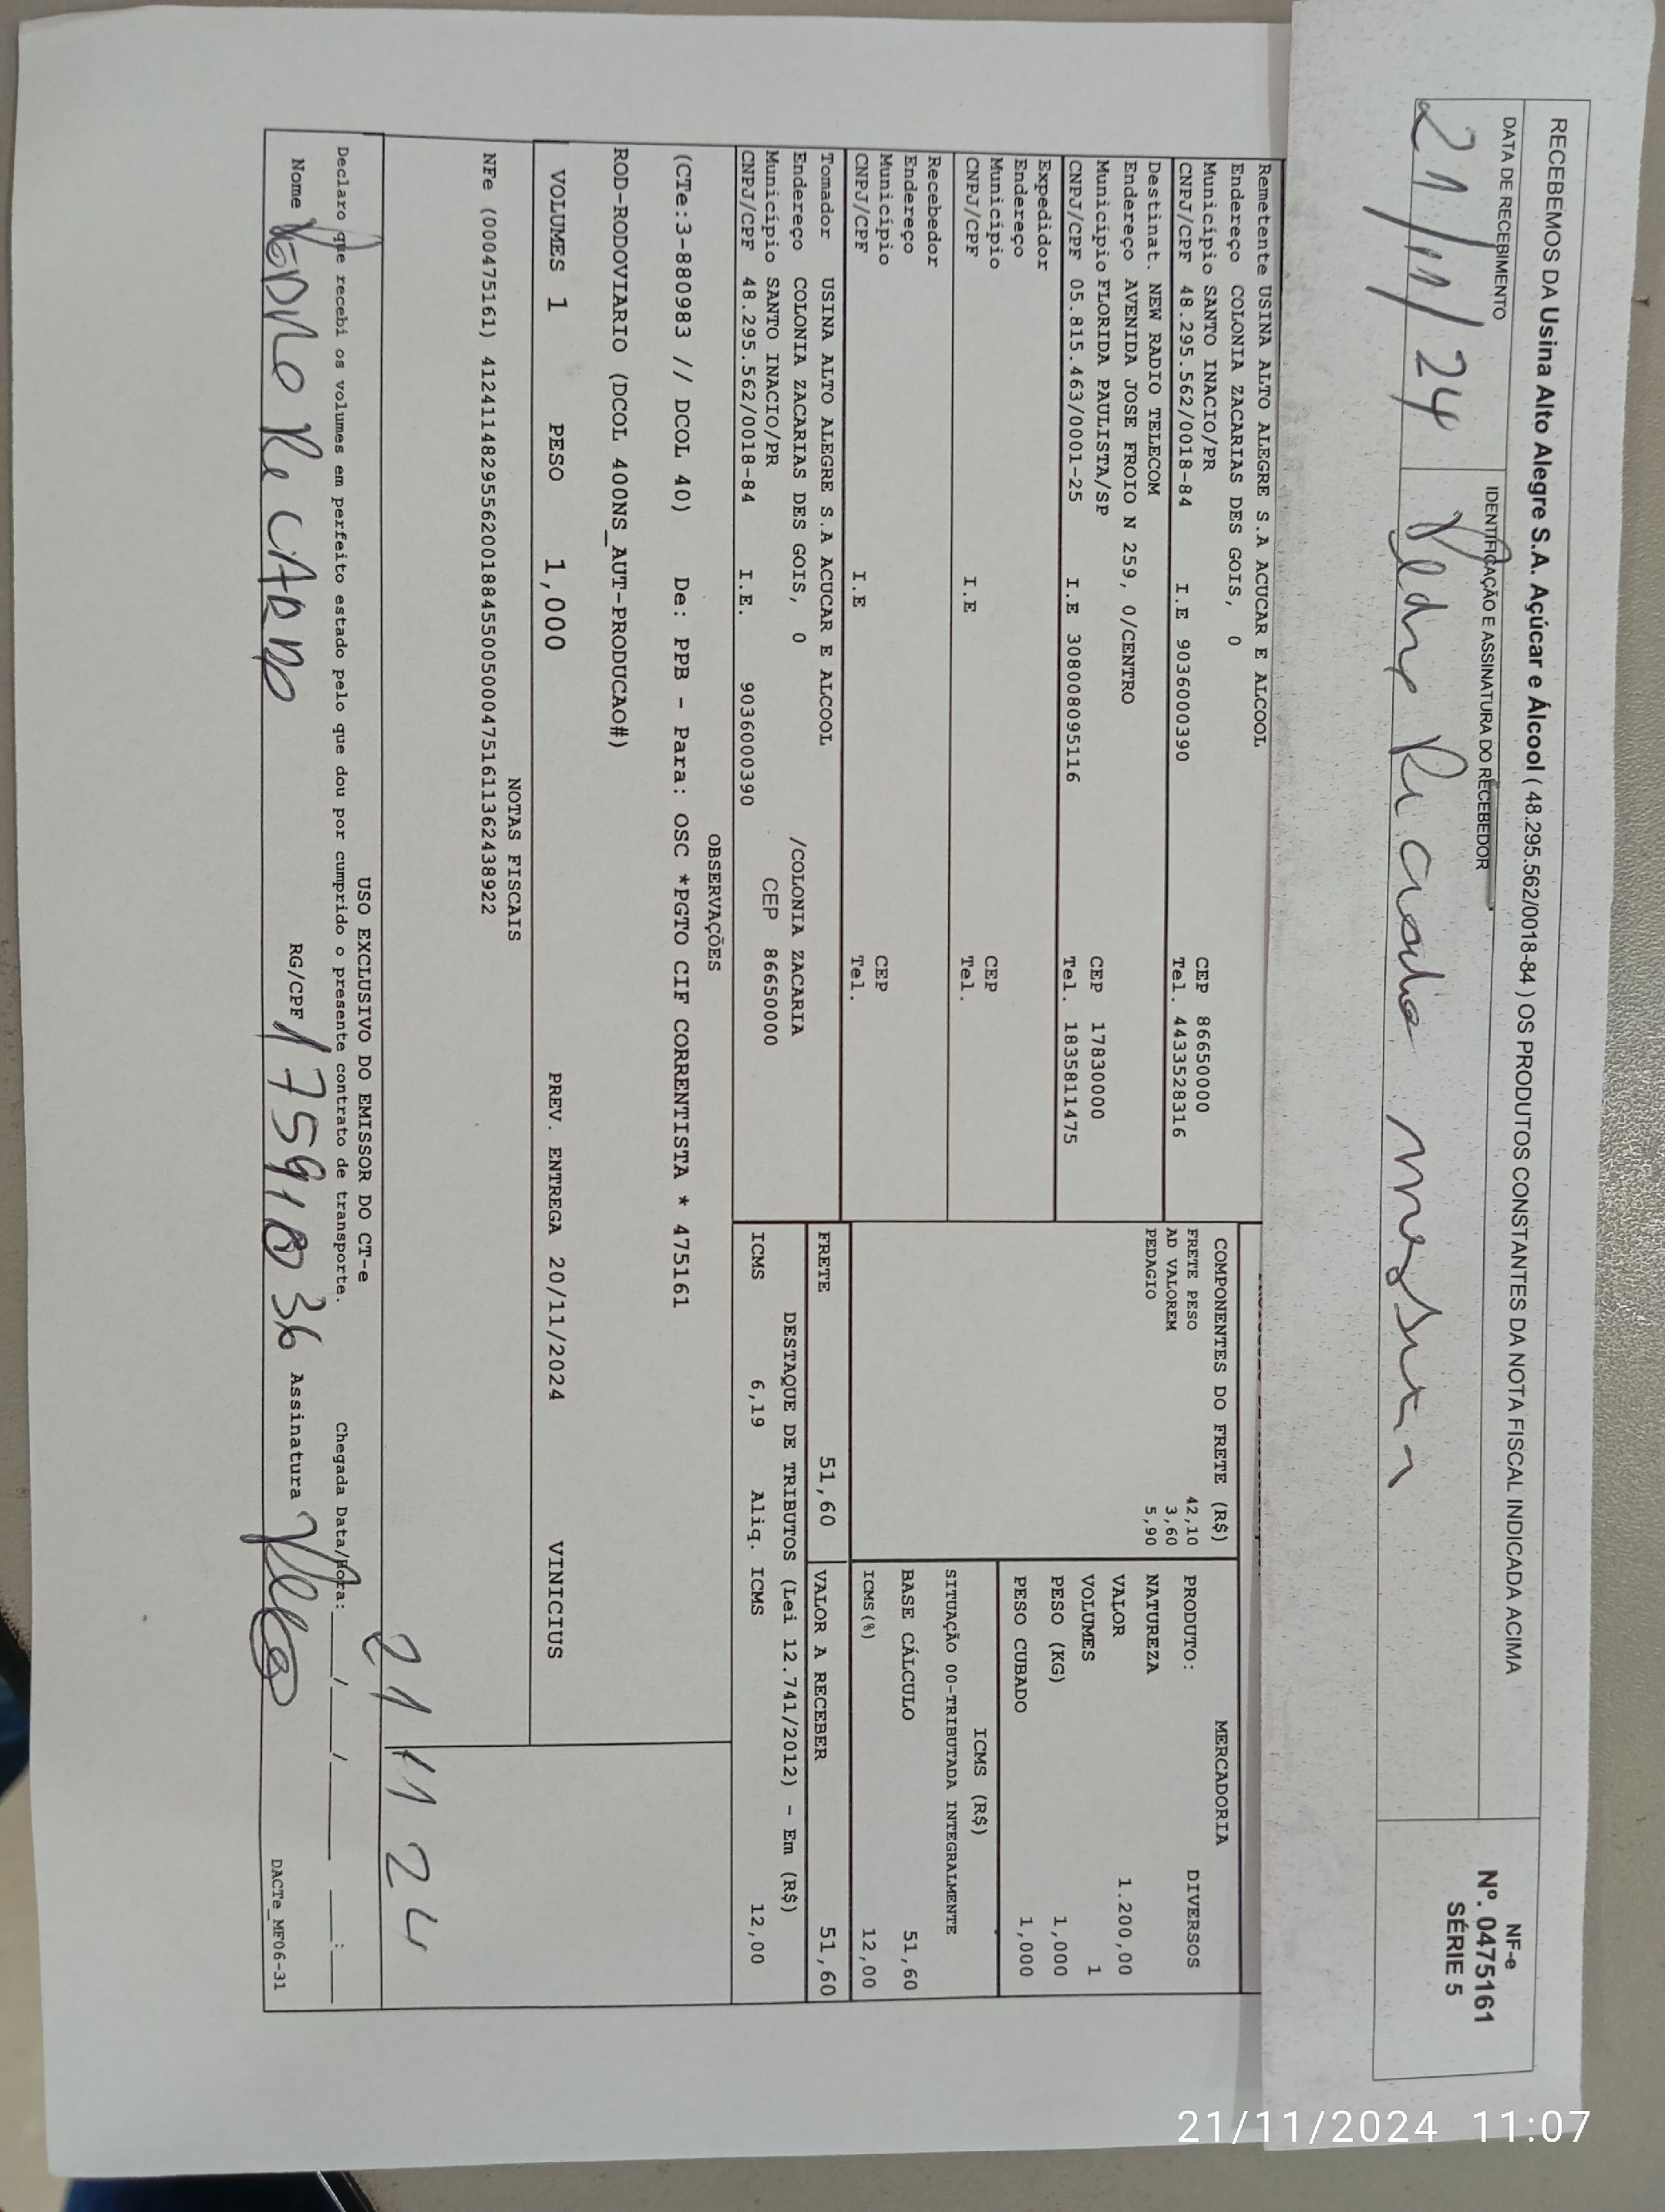 RECEBEMOS DA Usina Alto Alegre S.A. Açúcar e Álcool ( 48.295.562/0018-84 ) OS PRODUTOS CONSTANTES DA NOTA FISCAL INDICADA ACIMA
DATA DE RECEBIMENTO
IDENTIFICAÇÃO E ASSINATURA DO RECEBEDOR
21/11/24
Pedro Ricardo
NF-e
Nº. 0475161
SÉRIE 5
Remetente USINA ALTO ALEGRE S.A ACUCAR E ALCOOL
Endereço COLONIA ZACARIAS DES GOIS, 0
Município SANTO INACIO/PR CEP 86650000
CNPJ/CPF 48.295.562/0018-84 I.E 9036000390 Tel. 4433528316
Destinat. NEW RADIO TELECOM
Endereço AVENIDA JOSE FROIO N 259, 0/CENTRO
Município FLORIDA PAULISTA/SP CEP 17830000
CNPJ/CPF 05.815.463/0001-25 I.E 308008095116 Tel. 1835811475
Expedidor
Endereço
Município CEP
CNPJ/CPF I.E Tel.
Recebedor
Endereço
Município CEP
CNPJ/CPF I.E Tel.
Tomador USINA ALTO ALEGRE S.A ACUCAR E ALCOOL
Endereço COLONIA ZACARIAS DES GOIS, 0 /COLONIA ZACARIA
Município SANTO INACIO/PR CEP 86650000
CNPJ/CPF 48.295.562/0018-84 I.E. 9036000390
COMPONENTES DO FRETE (R$)
FRETE PESO 42,10
AD VALOREM 3,60
PEDAGIO 5,90
MERCADORIA
PRODUTO: DIVERSOS
NATUREZA
VALOR 1.200,00
VOLUMES 1
PESO (KG) 1,000
PESO CUBADO 1,000
ICMS (R$)
SITUAÇÃO 00-TRIBUTADA INTEGRALMENTE
BASE CÁLCULO 51,60
ICMS(%) 12,00
FRETE 51,60 VALOR A RECEBER 51,60
DESTAQUE DE TRIBUTOS (Lei 12.741/2012) - Em (R$)
ICMS 6,19 Aliq. ICMS 12,00
OBSERVAÇÕES
(CTe:3-880983 // DCOL 40) De: PPB - Para: OSC *PGTO CIF CORRENTISTA * 475161
ROD-RODOVIARIO (DCOL 400NS_AUT-PRODUCAO#)
VOLUMES 1 PESO 1,000 PREV. ENTREGA 20/11/2024 VINICIUS
NOTAS FISCAIS
NFe (000475161) 41241148295562001884550050004751611362438922
21 11 24
USO EXCLUSIVO DO EMISSOR DO CT-e
Declaro que recebi os volumes em perfeito estado pelo que dou por cumprido o presente contrato de transporte. Chegada Data/Hora: ___/___/_____ ___:___
Nome PEDRO RICARDO RG/CPF 175910036 Assinatura
DACTe_MF06-31
21/11/2024 11:07